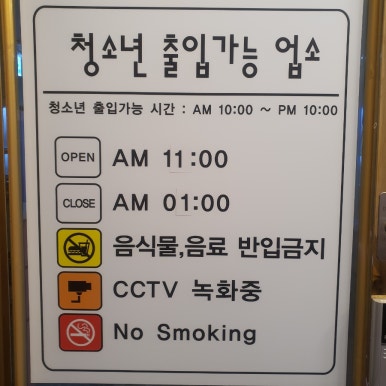 청소년 출입가능 업소
청소년 출입가능 시간 : AM 10:00 ~ PM 10:00
OPEN AM 11:00
CLOSE AM 01:00
음식물,음료 반입금지
CCTV 녹화중
No Smoking